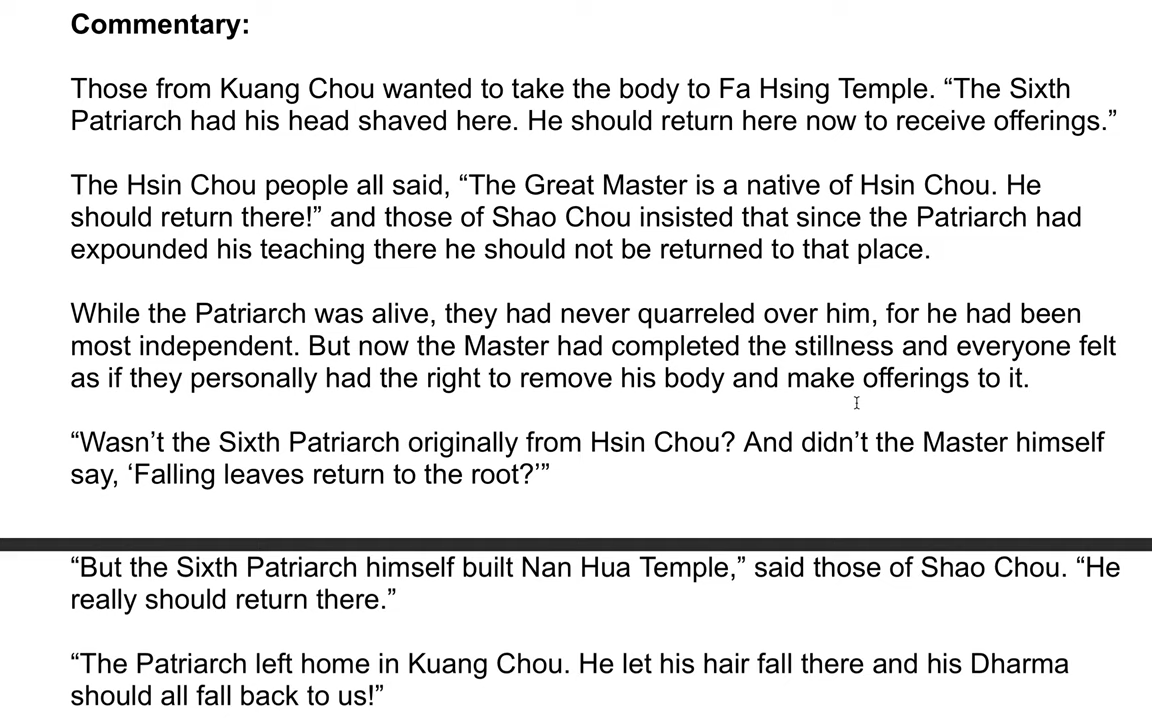 Commentary:
Those from Kuang Chou wanted to take the body to Fa Hsing Temple. “The Sixth
Patriarch had his head shaved here. He should return here now to receive offerings.”
The Hsin Chou people all said, “The Great Master is a native of Hsin Chou. He
should return there!” and those of Shao Chou insisted that since the Patriarch had
expounded his teaching there he should not be returned to that place.
While the Patriarch was alive, they had never quarreled over him, for he had been
most independent. But now the Master had completed the stillness and everyone felt
as if they personally had the right to remove his body and make offerings to it.
“Wasn’t the Sixth Patriarch originally from Hsin Chou? And didn’t the Master himself
say, ‘Falling leaves return to the root?’”
“But the Sixth Patriarch himself built Nan Hua Temple,” said those of Shao Chou. “He
really should return there.”
“The Patriarch left home in Kuang Chou. He let his hair fall there and his Dharma
should all fall back to us!”